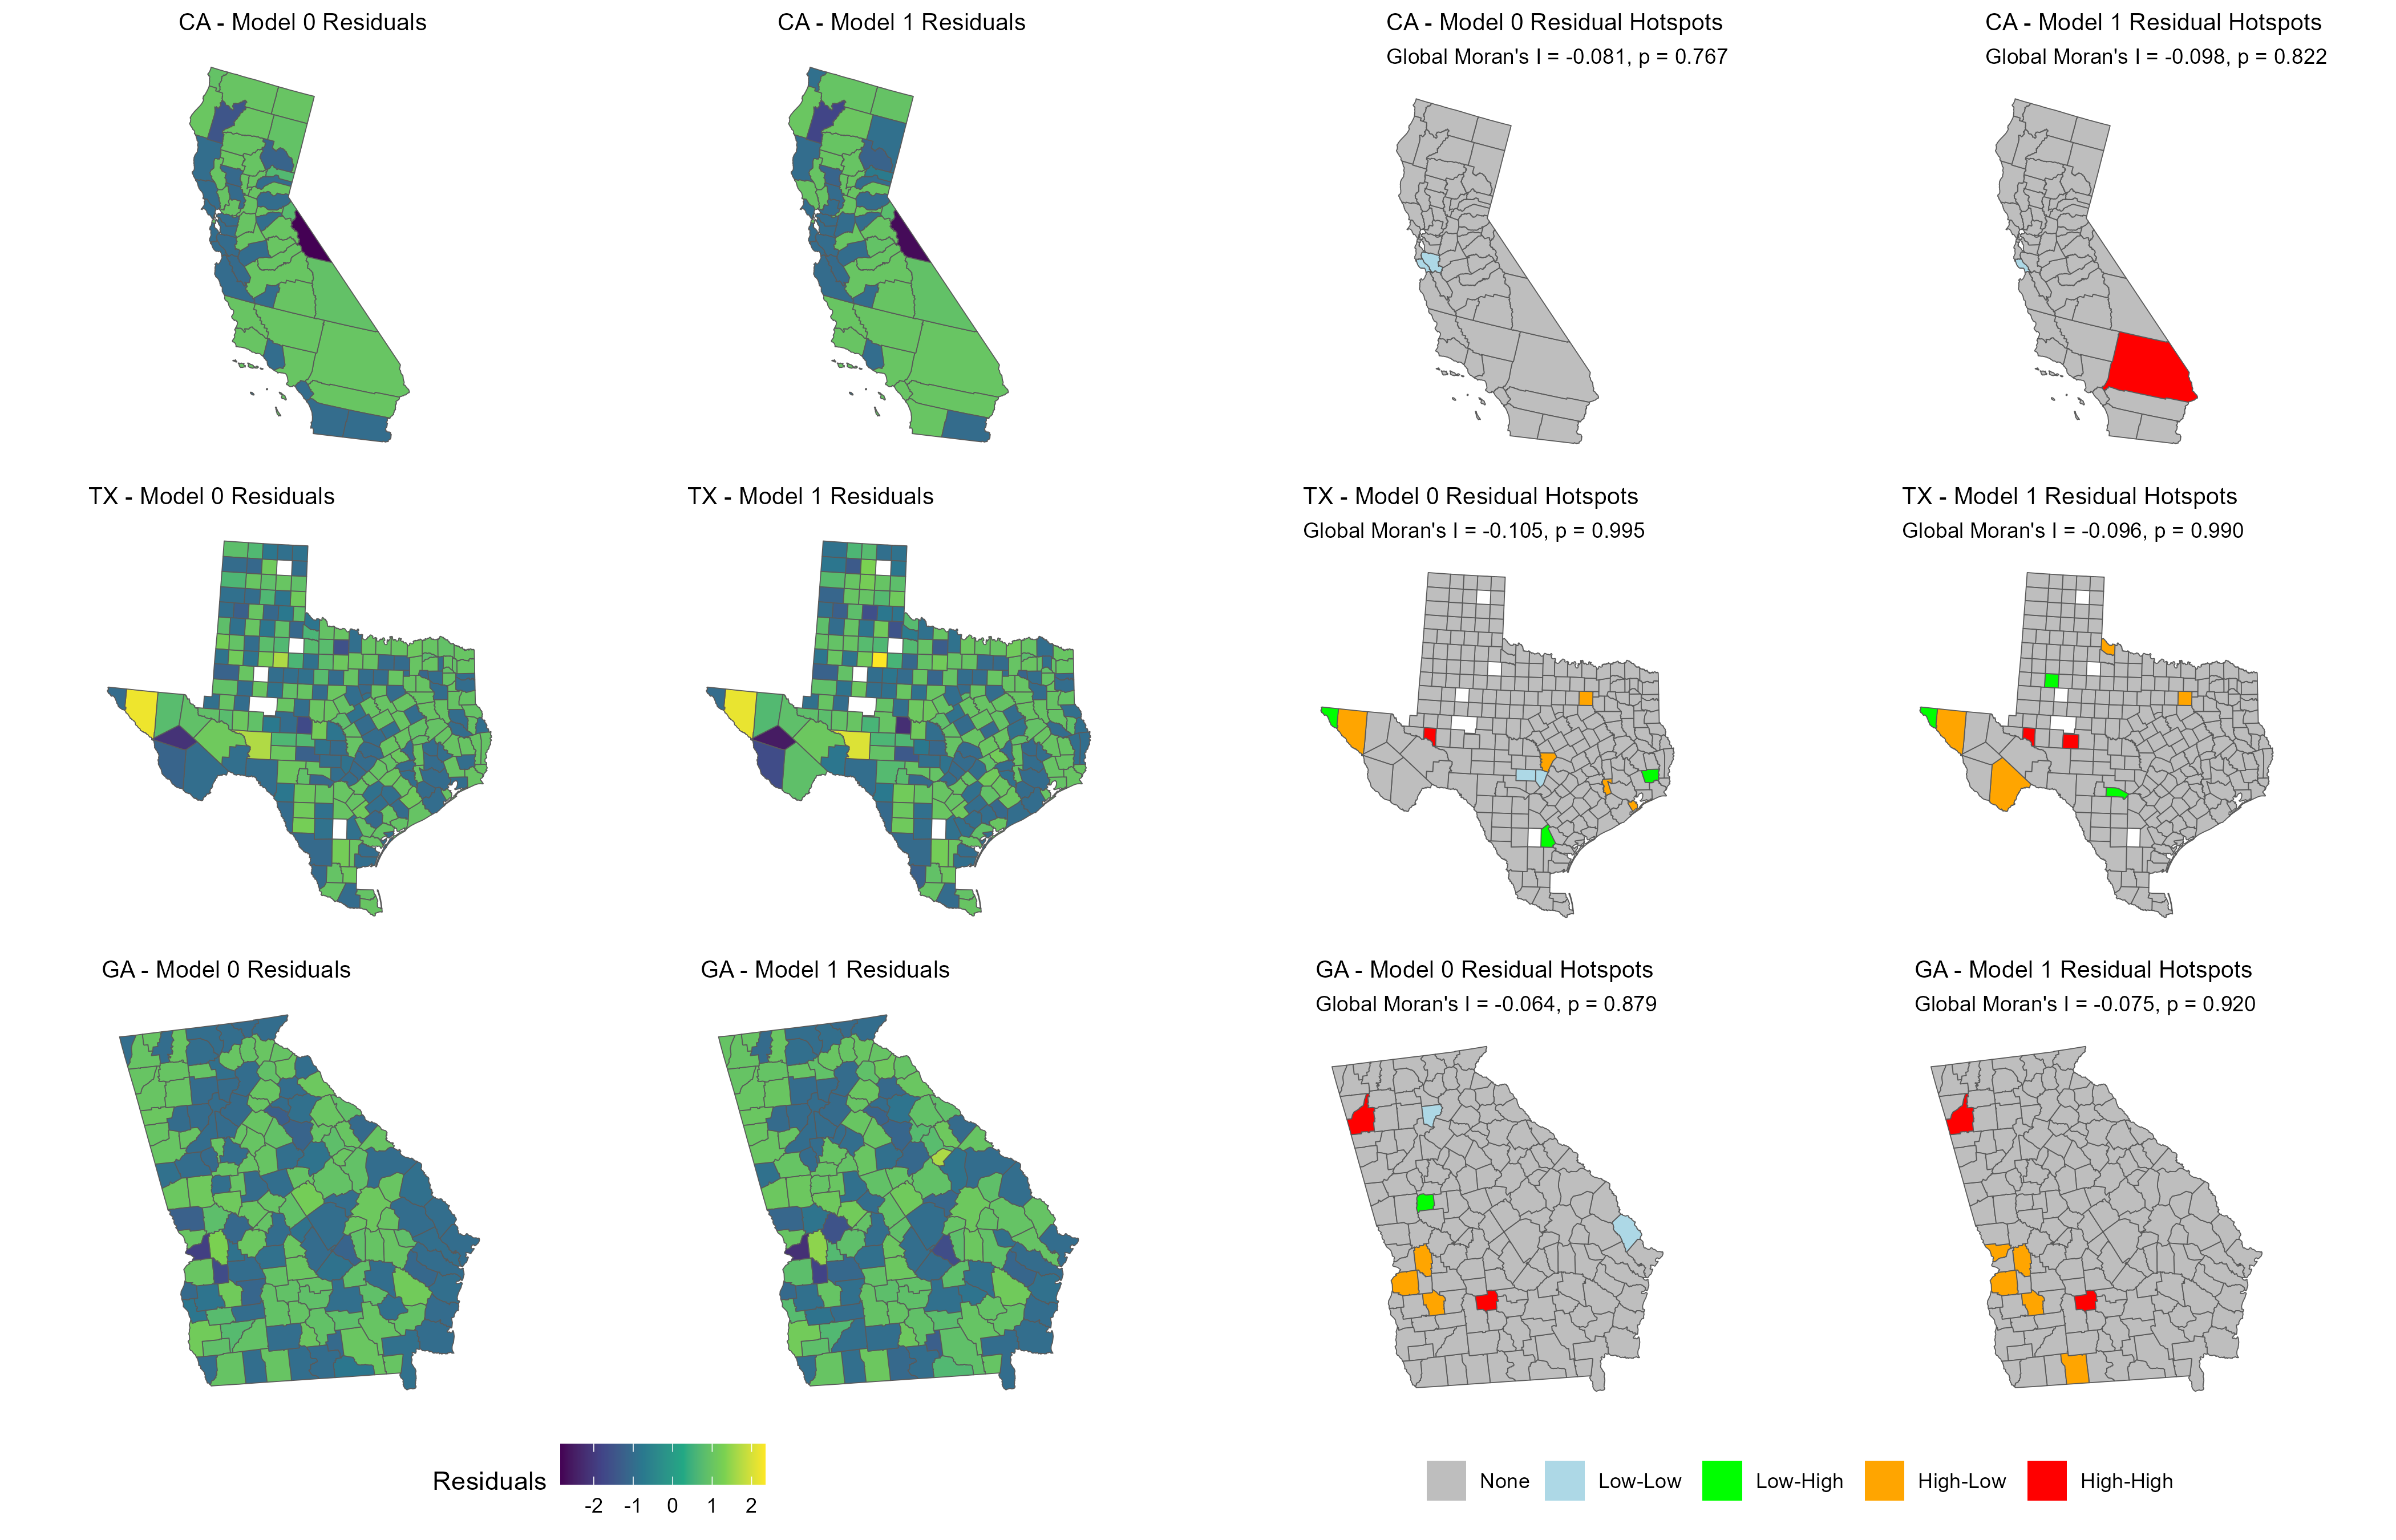 CA - Model 0 Residuals
CA - Model 1 Residuals
CA - Model 0 Residual Hotspots
Global Moran's I = -0.081, p = 0.767
CA - Model 1 Residual Hotspots
Global Moran's I = -0.098, p = 0.822
TX - Model 0 Residuals
TX - Model 1 Residuals
TX - Model 0 Residual Hotspots
Global Moran's I = -0.105, p = 0.995
TX - Model 1 Residual Hotspots
Global Moran's I = -0.096, p = 0.990
GA - Model 0 Residuals
GA - Model 1 Residuals
GA - Model 0 Residual Hotspots
Global Moran's I = -0.064, p = 0.879
GA - Model 1 Residual Hotspots
Global Moran's I = -0.075, p = 0.920
Residuals
-2 -1 0 1 2
None Low-Low Low-High High-Low High-High